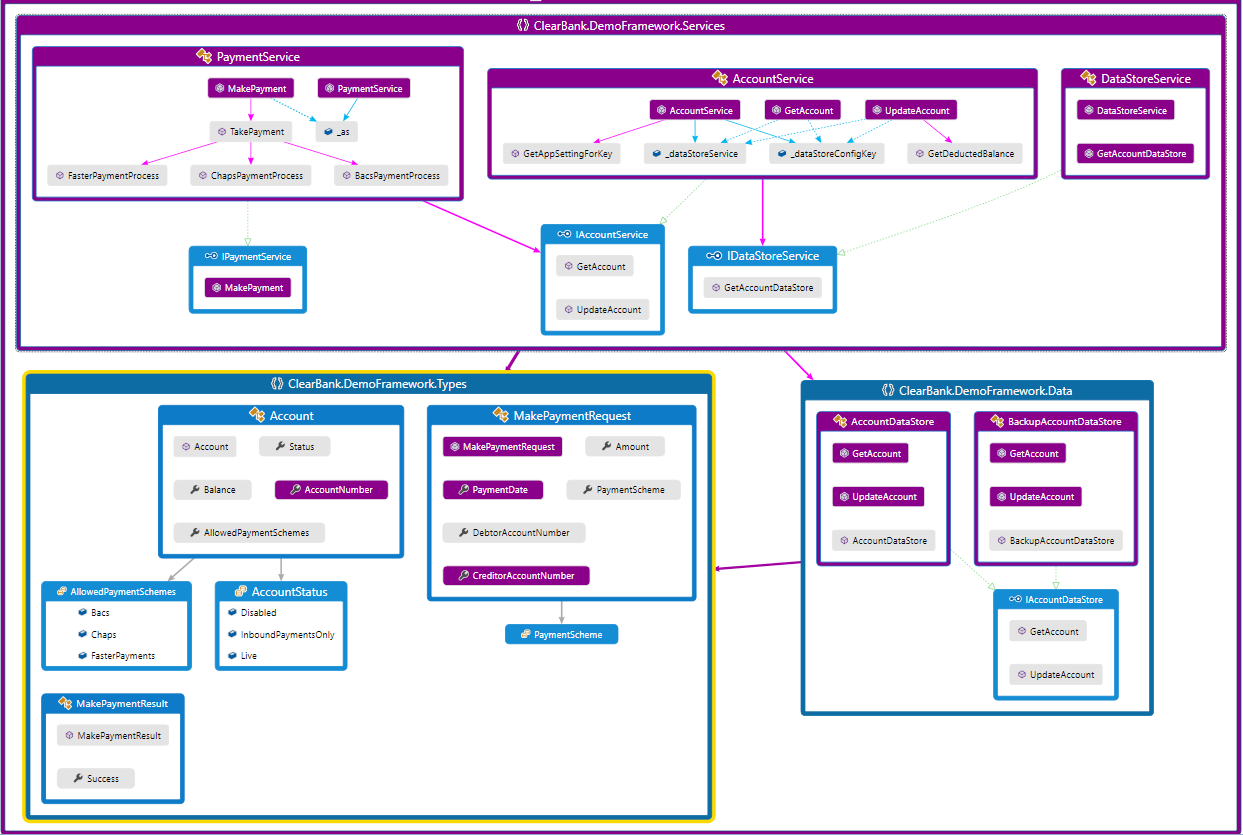 ClearBank.DemoFramework.Services
PaymentService
MakePayment
PaymentService
TakePayment
_as
FasterPaymentProcess
ChapsPaymentProcess
BacsPaymentProcess
AccountService
AccountService
GetAccount
UpdateAccount
GetAppSettingForKey
_dataStoreService
_dataStoreConfigKey
GetDeductedBalance
DataStoreService
DataStoreService
GetAccountDataStore
IPaymentService
MakePayment
IAccountService
GetAccount
UpdateAccount
IDataStoreService
GetAccountDataStore
ClearBank.DemoFramework.Types
Account
Account
Status
Balance
AccountNumber
AllowedPaymentSchemes
MakePaymentRequest
MakePaymentRequest
Amount
PaymentDate
PaymentScheme
DebtorAccountNumber
CreditorAccountNumber
AllowedPaymentSchemes
Bacs
Chaps
FasterPayments
AccountStatus
Disabled
InboundPaymentsOnly
Live
PaymentScheme
MakePaymentResult
MakePaymentResult
Success
ClearBank.DemoFramework.Data
AccountDataStore
GetAccount
UpdateAccount
AccountDataStore
BackupAccountDataStore
GetAccount
UpdateAccount
BackupAccountDataStore
IAccountDataStore
GetAccount
UpdateAccount